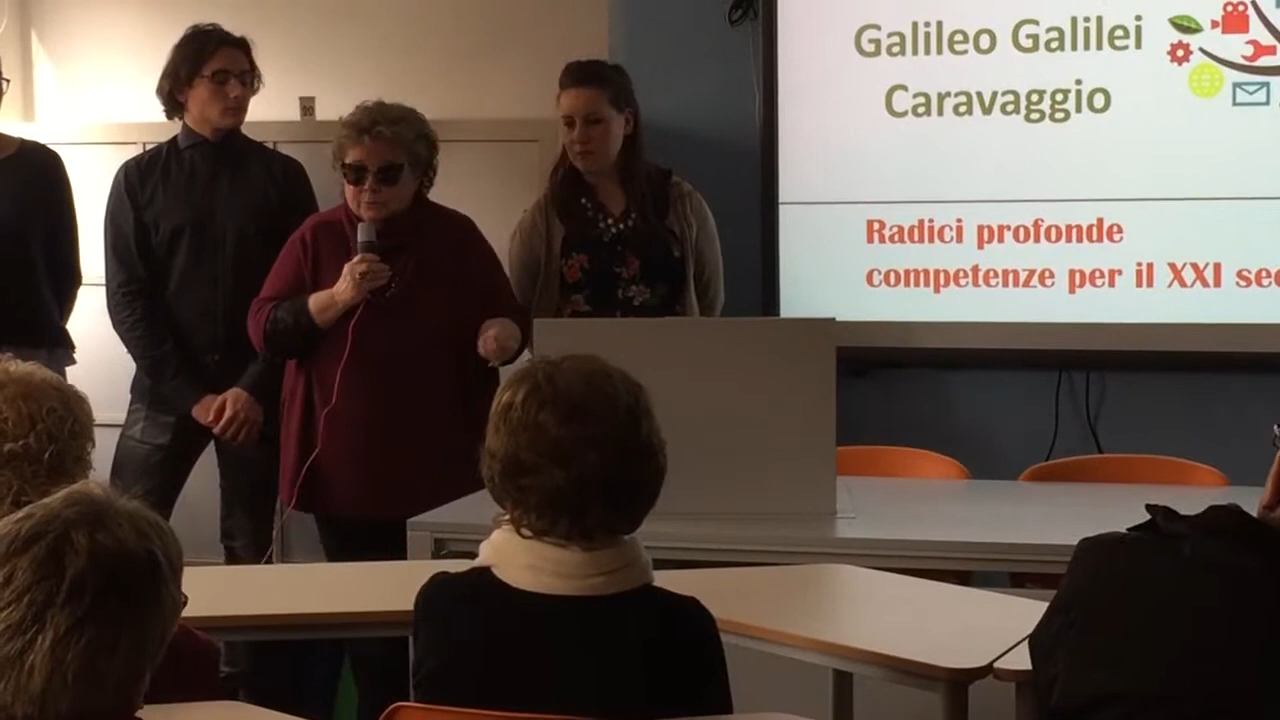 Galileo Galilei
Caravaggio
Radici profonde
competenze per il XXI